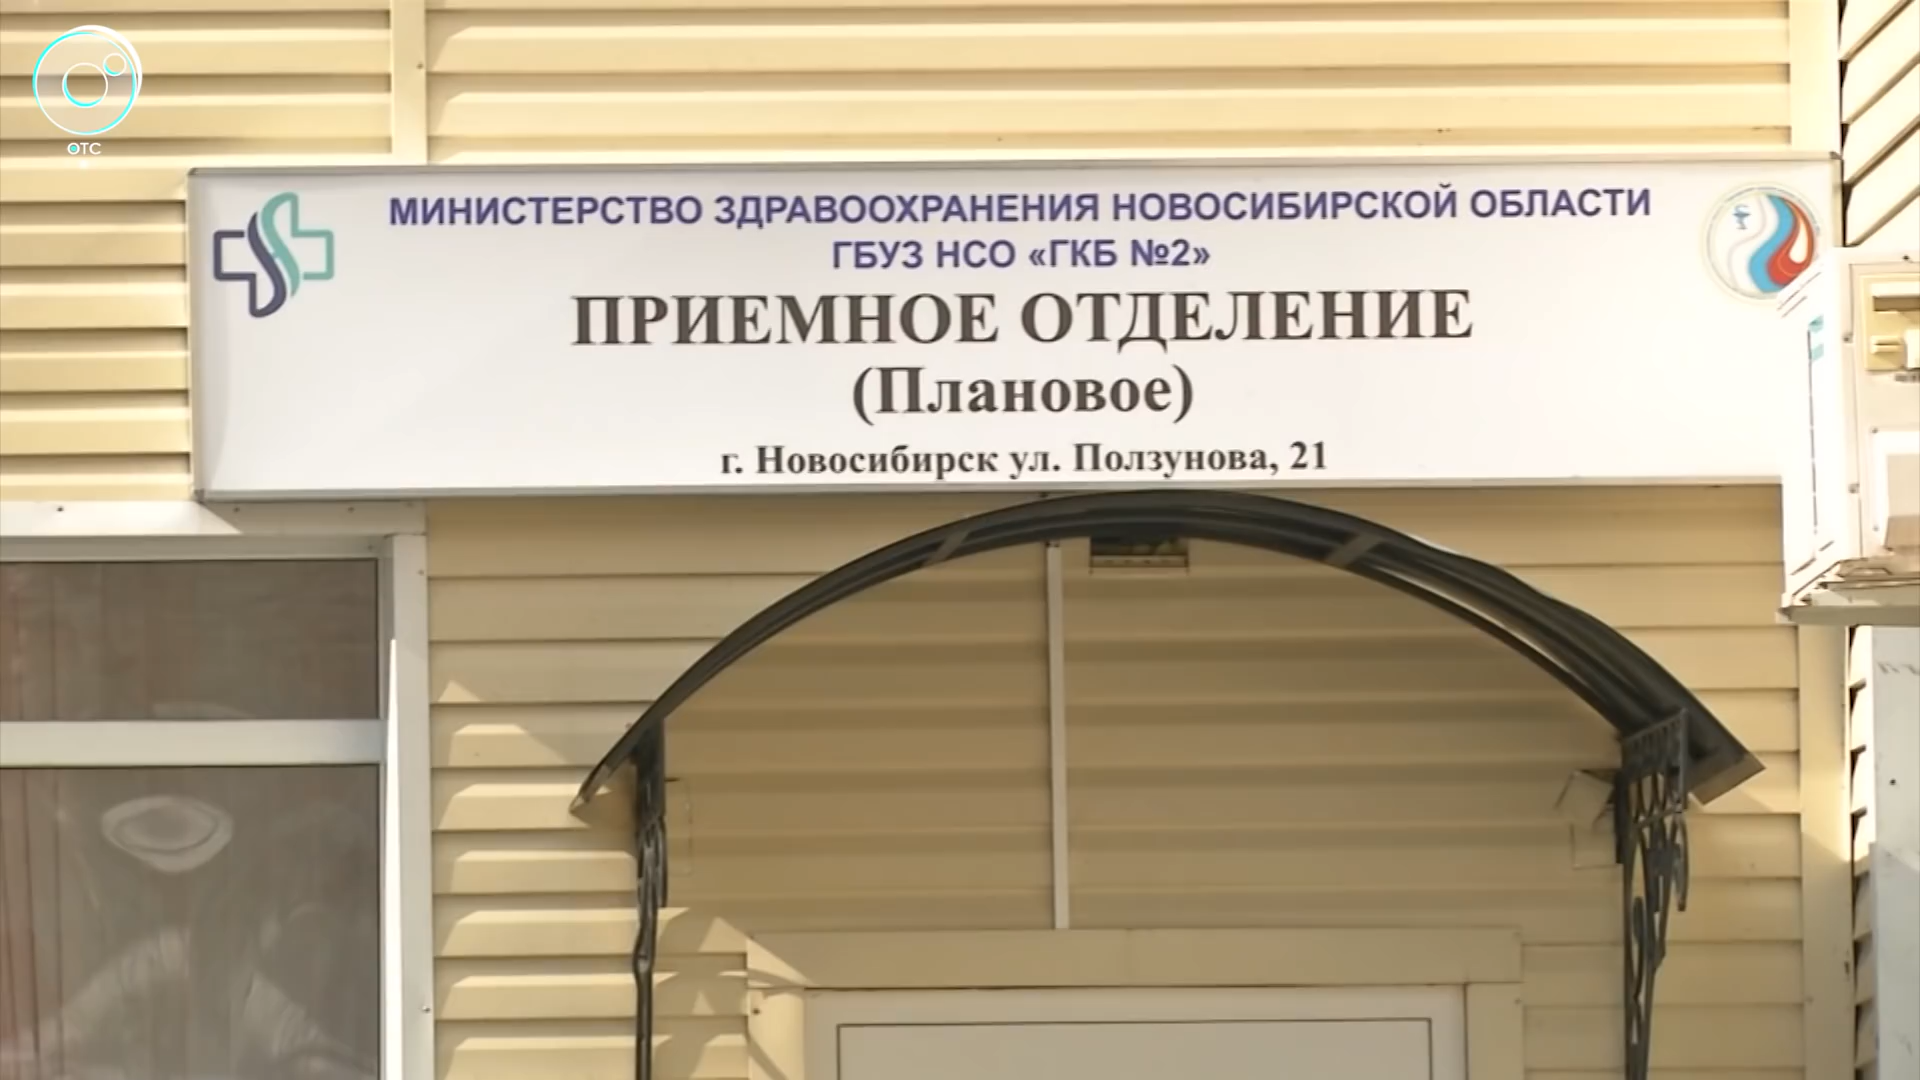 ОТС
МИНИСТЕРСТВО ЗДРАВООХРАНЕНИЯ НОВОСИБИРСКОЙ ОБЛАСТИ
ГБУЗ НСО «ГКБ №2»
ПРИЕМНОЕ ОТДЕЛЕНИЕ
(Плановое)
г. Новосибирск ул. Ползунова, 21